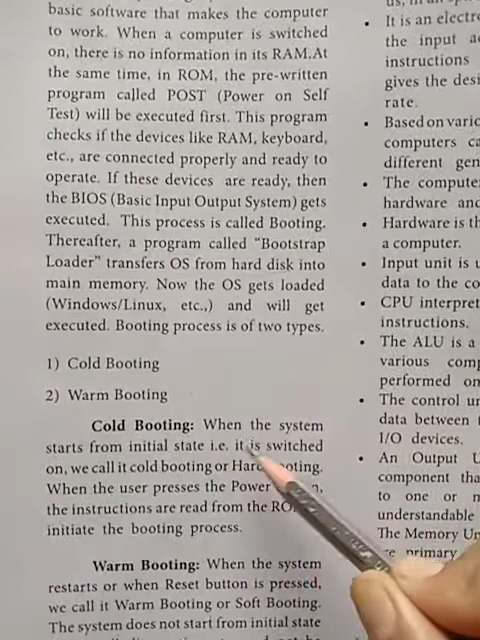 basic software that makes the computer
to work. When a computer is switched
on, there is no information in its RAM.At
the same time, in ROM, the pre-written
program called POST (Power on Self
Test) will be executed first. This program
checks if the devices like RAM, keyboard,
etc., are connected properly and ready to
operate. If these devices are ready, then
the BIOS (Basic Input Output System) gets
executed. This process is called Booting.
Thereafter, a program called “Bootstrap
Loader” transfers OS from hard disk into
main memory. Now the OS gets loaded
(Windows/Linux, etc.,) and will get
executed. Booting process is of two types.
1) Cold Booting
2) Warm Booting
Cold Booting: When the system
starts from initial state i.e. it is switched
on, we call it cold booting or Hard
When the user presses the Power
the instructions are read from the
initiate the booting process.
Warm Booting: When the system
restarts or when Reset button is pressed,
we call it Warm Booting or Soft Booting.
The system does not start from initial state
• It is an
the input
instructions
gives the
rate.
• Based on
computers
different
• The
hardware
• Hardware is
a computer.
• Input unit is
data to the
• CPU
instructions.
• The ALU is a
various
performed on
• The control
data between
I/O devices.
• An Output
component
to one or
understandable
The Memory
primary